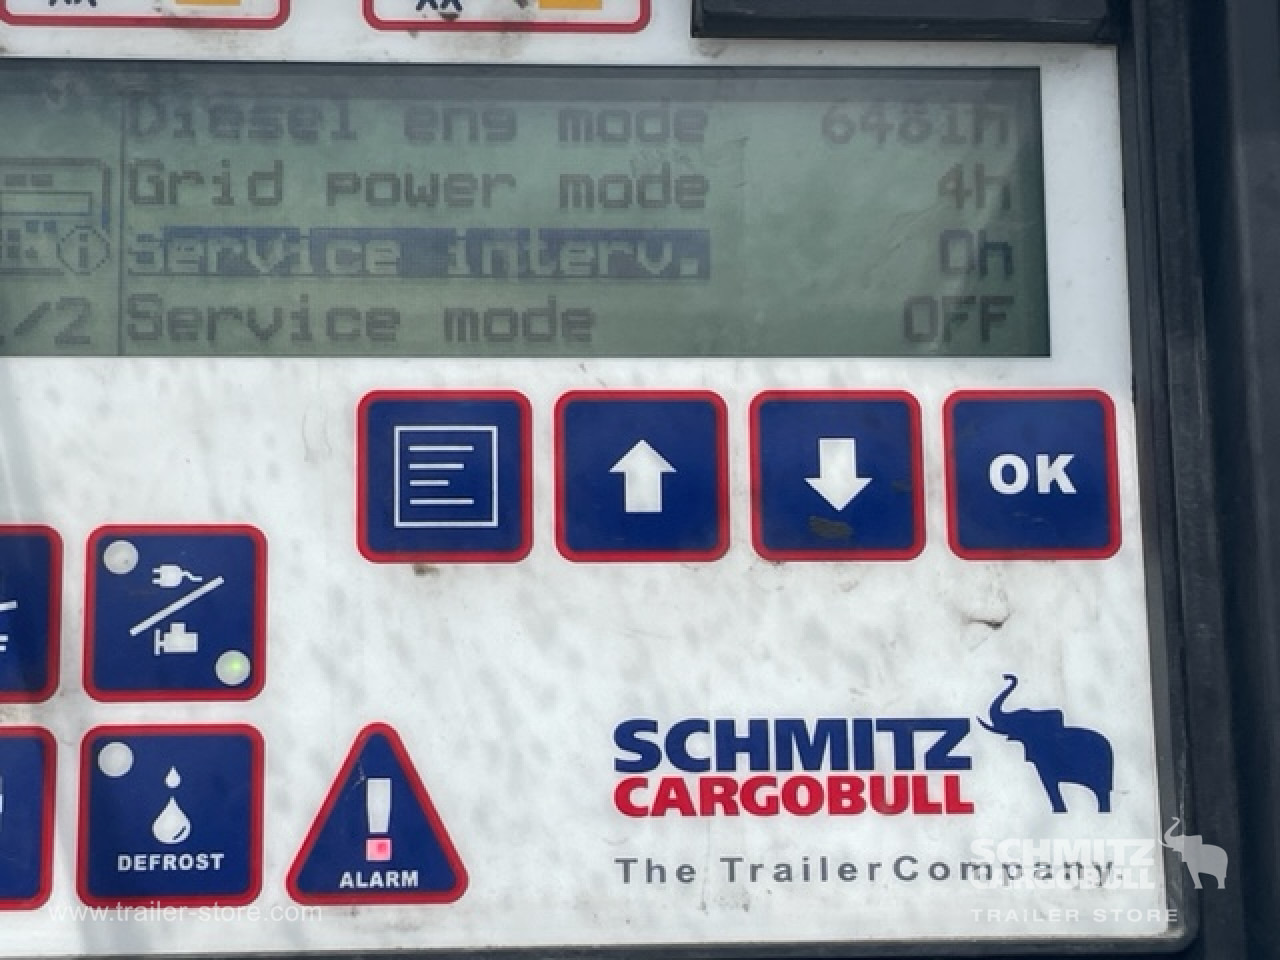 Diesel eng mode 6481h
Grid power mode 4h
Service interv. 0h
/2 Service mode OFF
OK
DEFROST
ALARM
SCHMITZ
CARGOBULL
The TrailerCompany.
SCHMITZ
CARGOBULL
TRAILER STORE
www.trailer-store.com